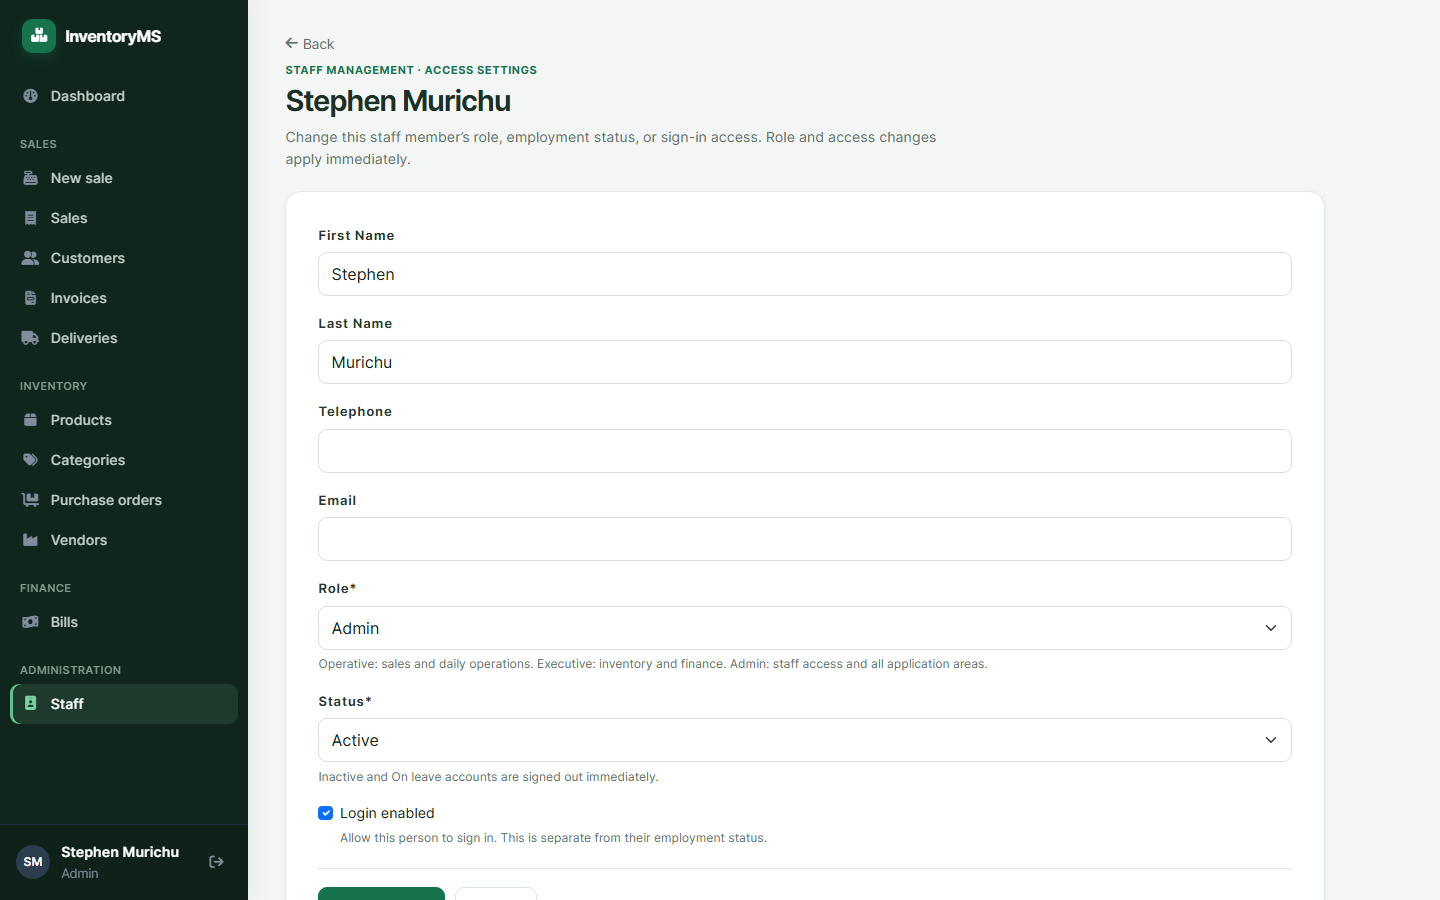 InventoryMS
Dashboard
SALES
New sale
Sales
Customers
Invoices
Deliveries
INVENTORY
Products
Categories
Purchase orders
Vendors
FINANCE
Bills
ADMINISTRATION
Staff
SM
Stephen Murichu
Admin
Back
STAFF MANAGEMENT · ACCESS SETTINGS
Stephen Murichu
Change this staff member’s role, employment status, or sign-in access. Role and access changes
apply immediately.
First Name
Stephen
Last Name
Murichu
Telephone
Email
Role*
Admin
Operative: sales and daily operations. Executive: inventory and finance. Admin: staff access and all application areas.
Status*
Active
Inactive and On leave accounts are signed out immediately.
Login enabled
Allow this person to sign in. This is separate from their employment status.